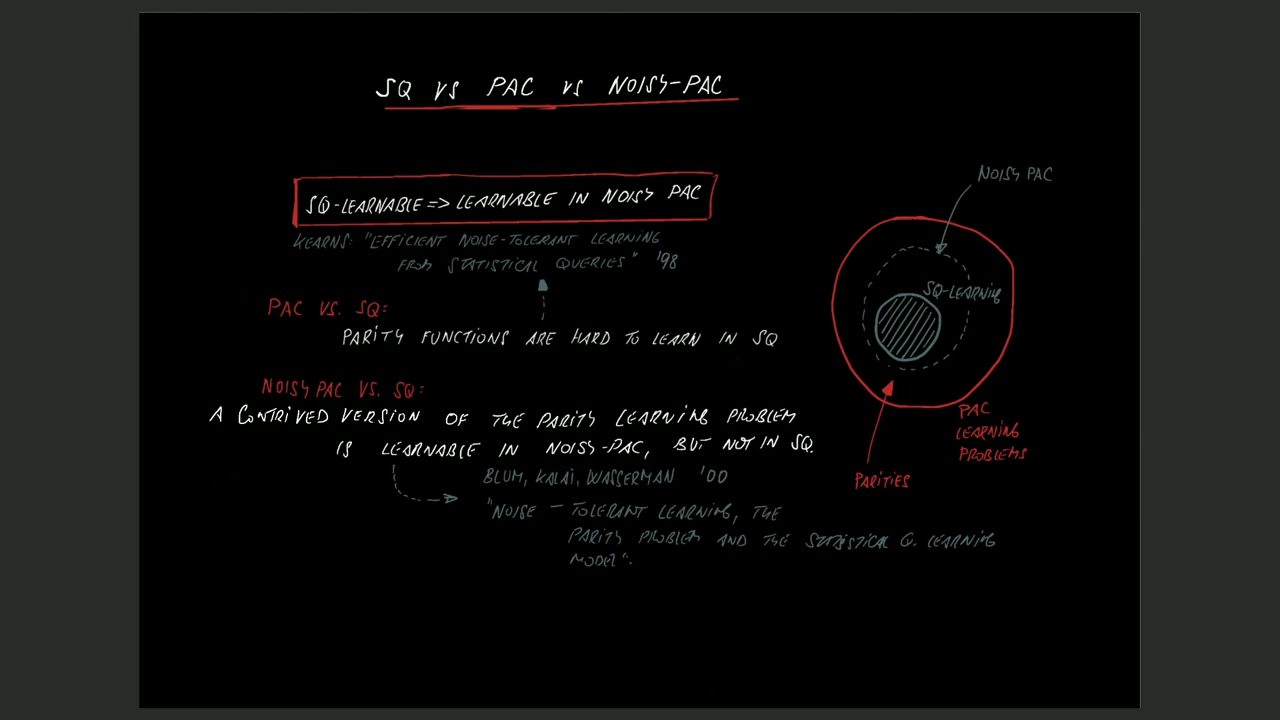 SQ VS PAC VS NOISY-PAC
SQ-LEARNABLE => LEARNABLE IN NOISY PAC
KEARNS: "EFFICIENT NOISE-TOLERANT LEARNING
FROM STATISTICAL QUERIES" '98
PAC VS. SQ:
PARITY FUNCTIONS ARE HARD TO LEARN IN SQ
NOISY PAC VS. SQ:
A CONTRIVED VERSION OF THE PARITY LEARNING PROBLEM
IS LEARNABLE IN NOISY-PAC, BUT NOT IN SQ.
BLUM, KALAI, WASSERMAN '00
"NOISE - TOLERANT LEARNING, THE
PARITY PROBLEM AND THE STATISTICAL Q. LEARNING
MODEL".
NOISY PAC
SQ-LEARNING
PAC
LEARNING
PROBLEMS
PARITIES